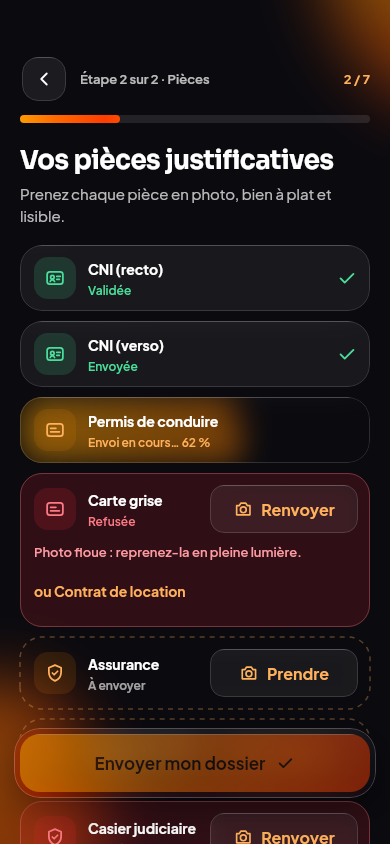 Étape 2 sur 2 · Pièces
2 / 7
Vos pièces justificatives
Prenez chaque pièce en photo, bien à plat et
lisible.
CNI (recto)
Validée
CNI (verso)
Envoyée
Permis de conduire
Envoi en cours… 62 %
Carte grise
Refusée
Renvoyer
Photo floue : reprenez-la en pleine lumière.
ou Contrat de location
Assurance
À envoyer
Prendre
Envoyer mon dossier
Casier judiciaire
Renvoyer